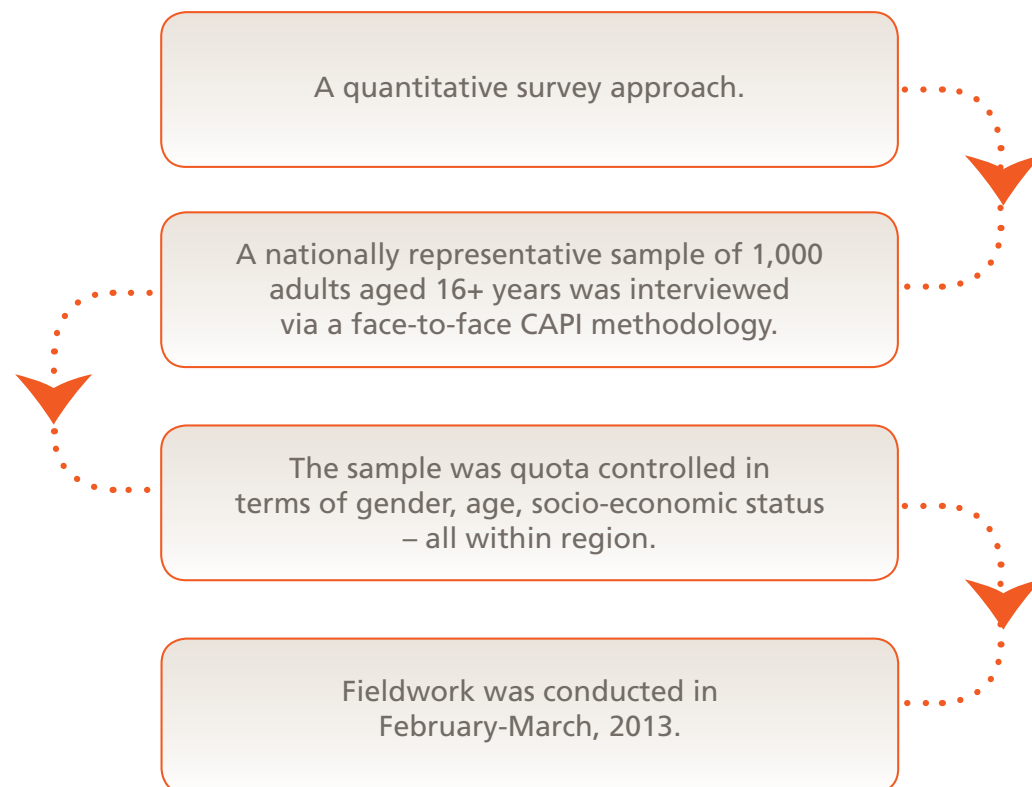 A quantitative survey approach.
A nationally representative sample of 1,000
adults aged 16+ years was interviewed
via a face-to-face CAPI methodology.
The sample was quota controlled in
terms of gender, age, socio-economic status
– all within region.
Fieldwork was conducted in
February-March, 2013.